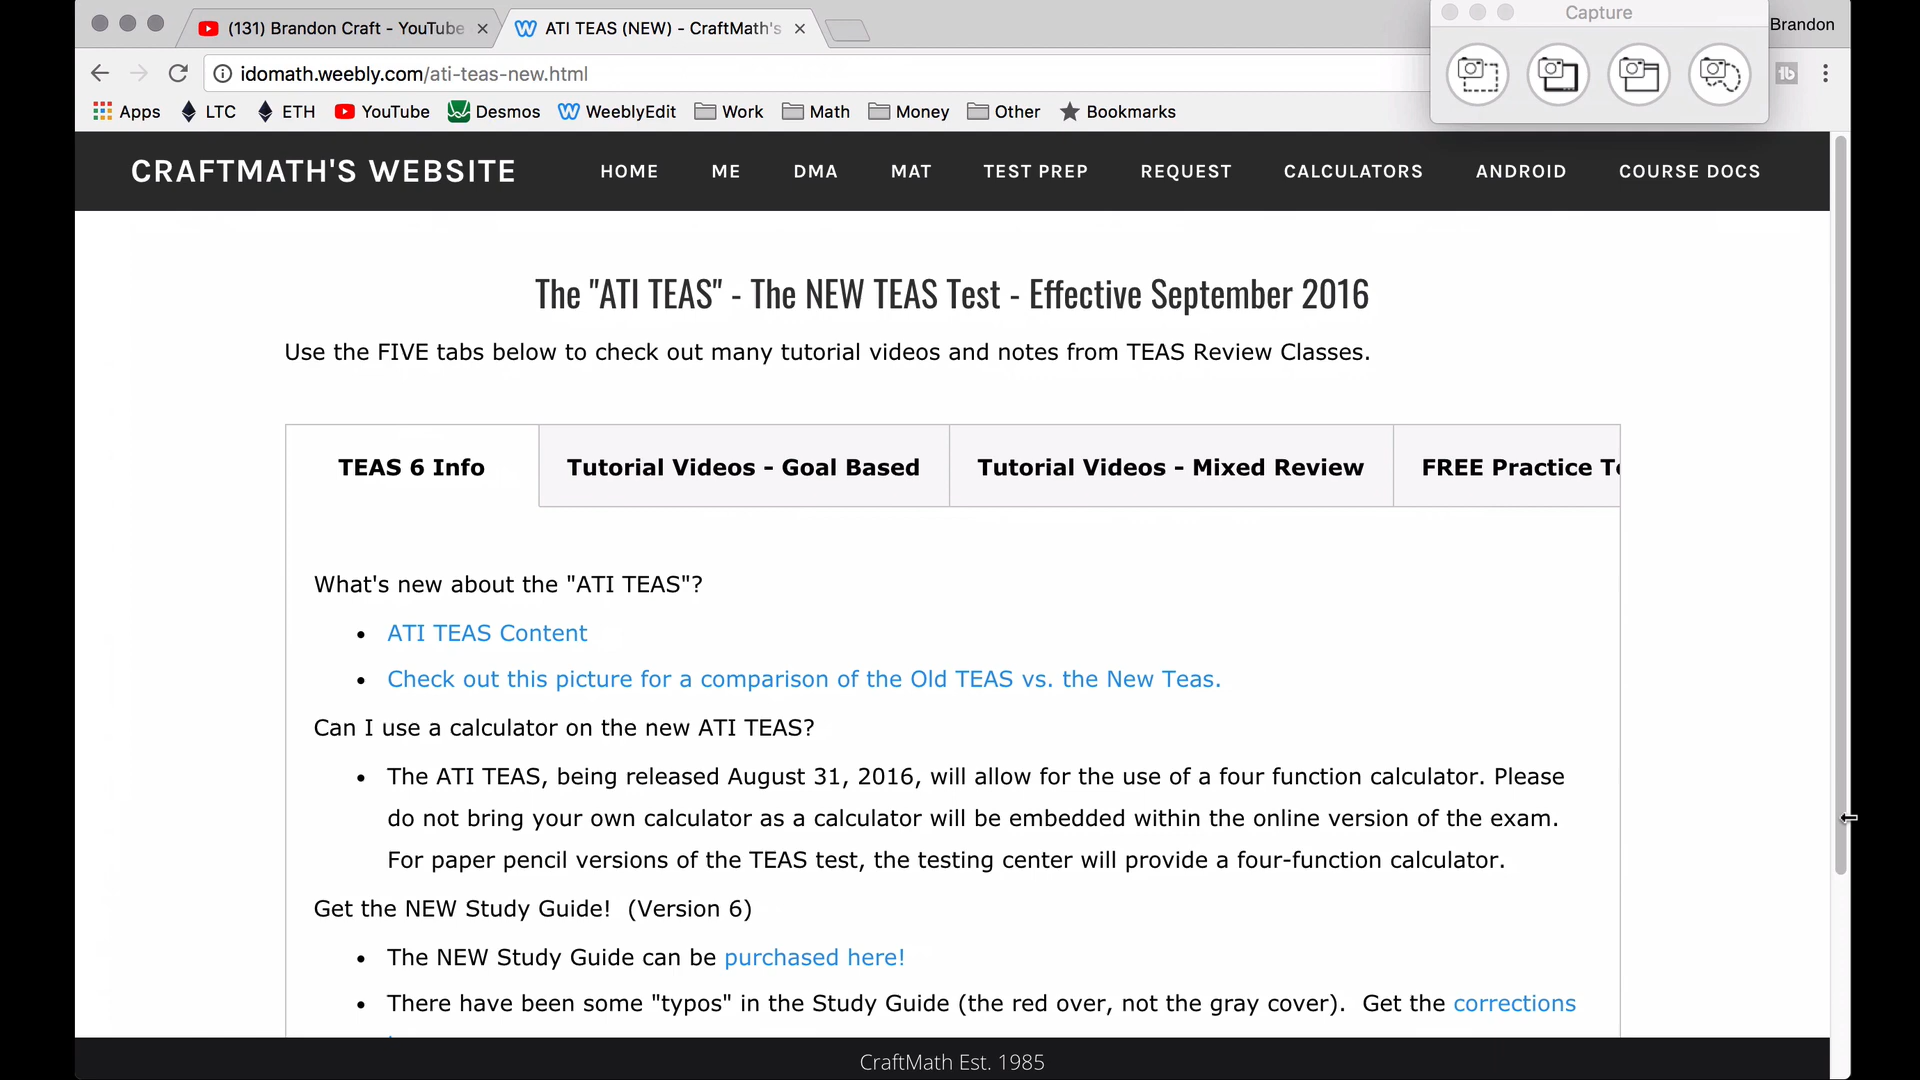 (131) Brandon Craft - YouTube
ATI TEAS (NEW) - CraftMath's
Capture
Brandon
idomath.weebly.com/ati-teas-new.html
Apps LTC ETH YouTube Desmos WeeblyEdit Work Math Money Other Bookmarks
CRAFTMATH'S WEBSITE HOME ME DMA MAT TEST PREP REQUEST CALCULATORS ANDROID COURSE DOCS
The "ATI TEAS" - The NEW TEAS Test - Effective September 2016
Use the FIVE tabs below to check out many tutorial videos and notes from TEAS Review Classes.
TEAS 6 Info Tutorial Videos - Goal Based Tutorial Videos - Mixed Review FREE Practice Te
What's new about the "ATI TEAS"?
• ATI TEAS Content
• Check out this picture for a comparison of the Old TEAS vs. the New Teas.
Can I use a calculator on the new ATI TEAS?
• The ATI TEAS, being released August 31, 2016, will allow for the use of a four function calculator. Please
do not bring your own calculator as a calculator will be embedded within the online version of the exam.
For paper pencil versions of the TEAS test, the testing center will provide a four-function calculator.
Get the NEW Study Guide! (Version 6)
• The NEW Study Guide can be purchased here!
• There have been some "typos" in the Study Guide (the red over, not the gray cover). Get the corrections
CraftMath Est. 1985